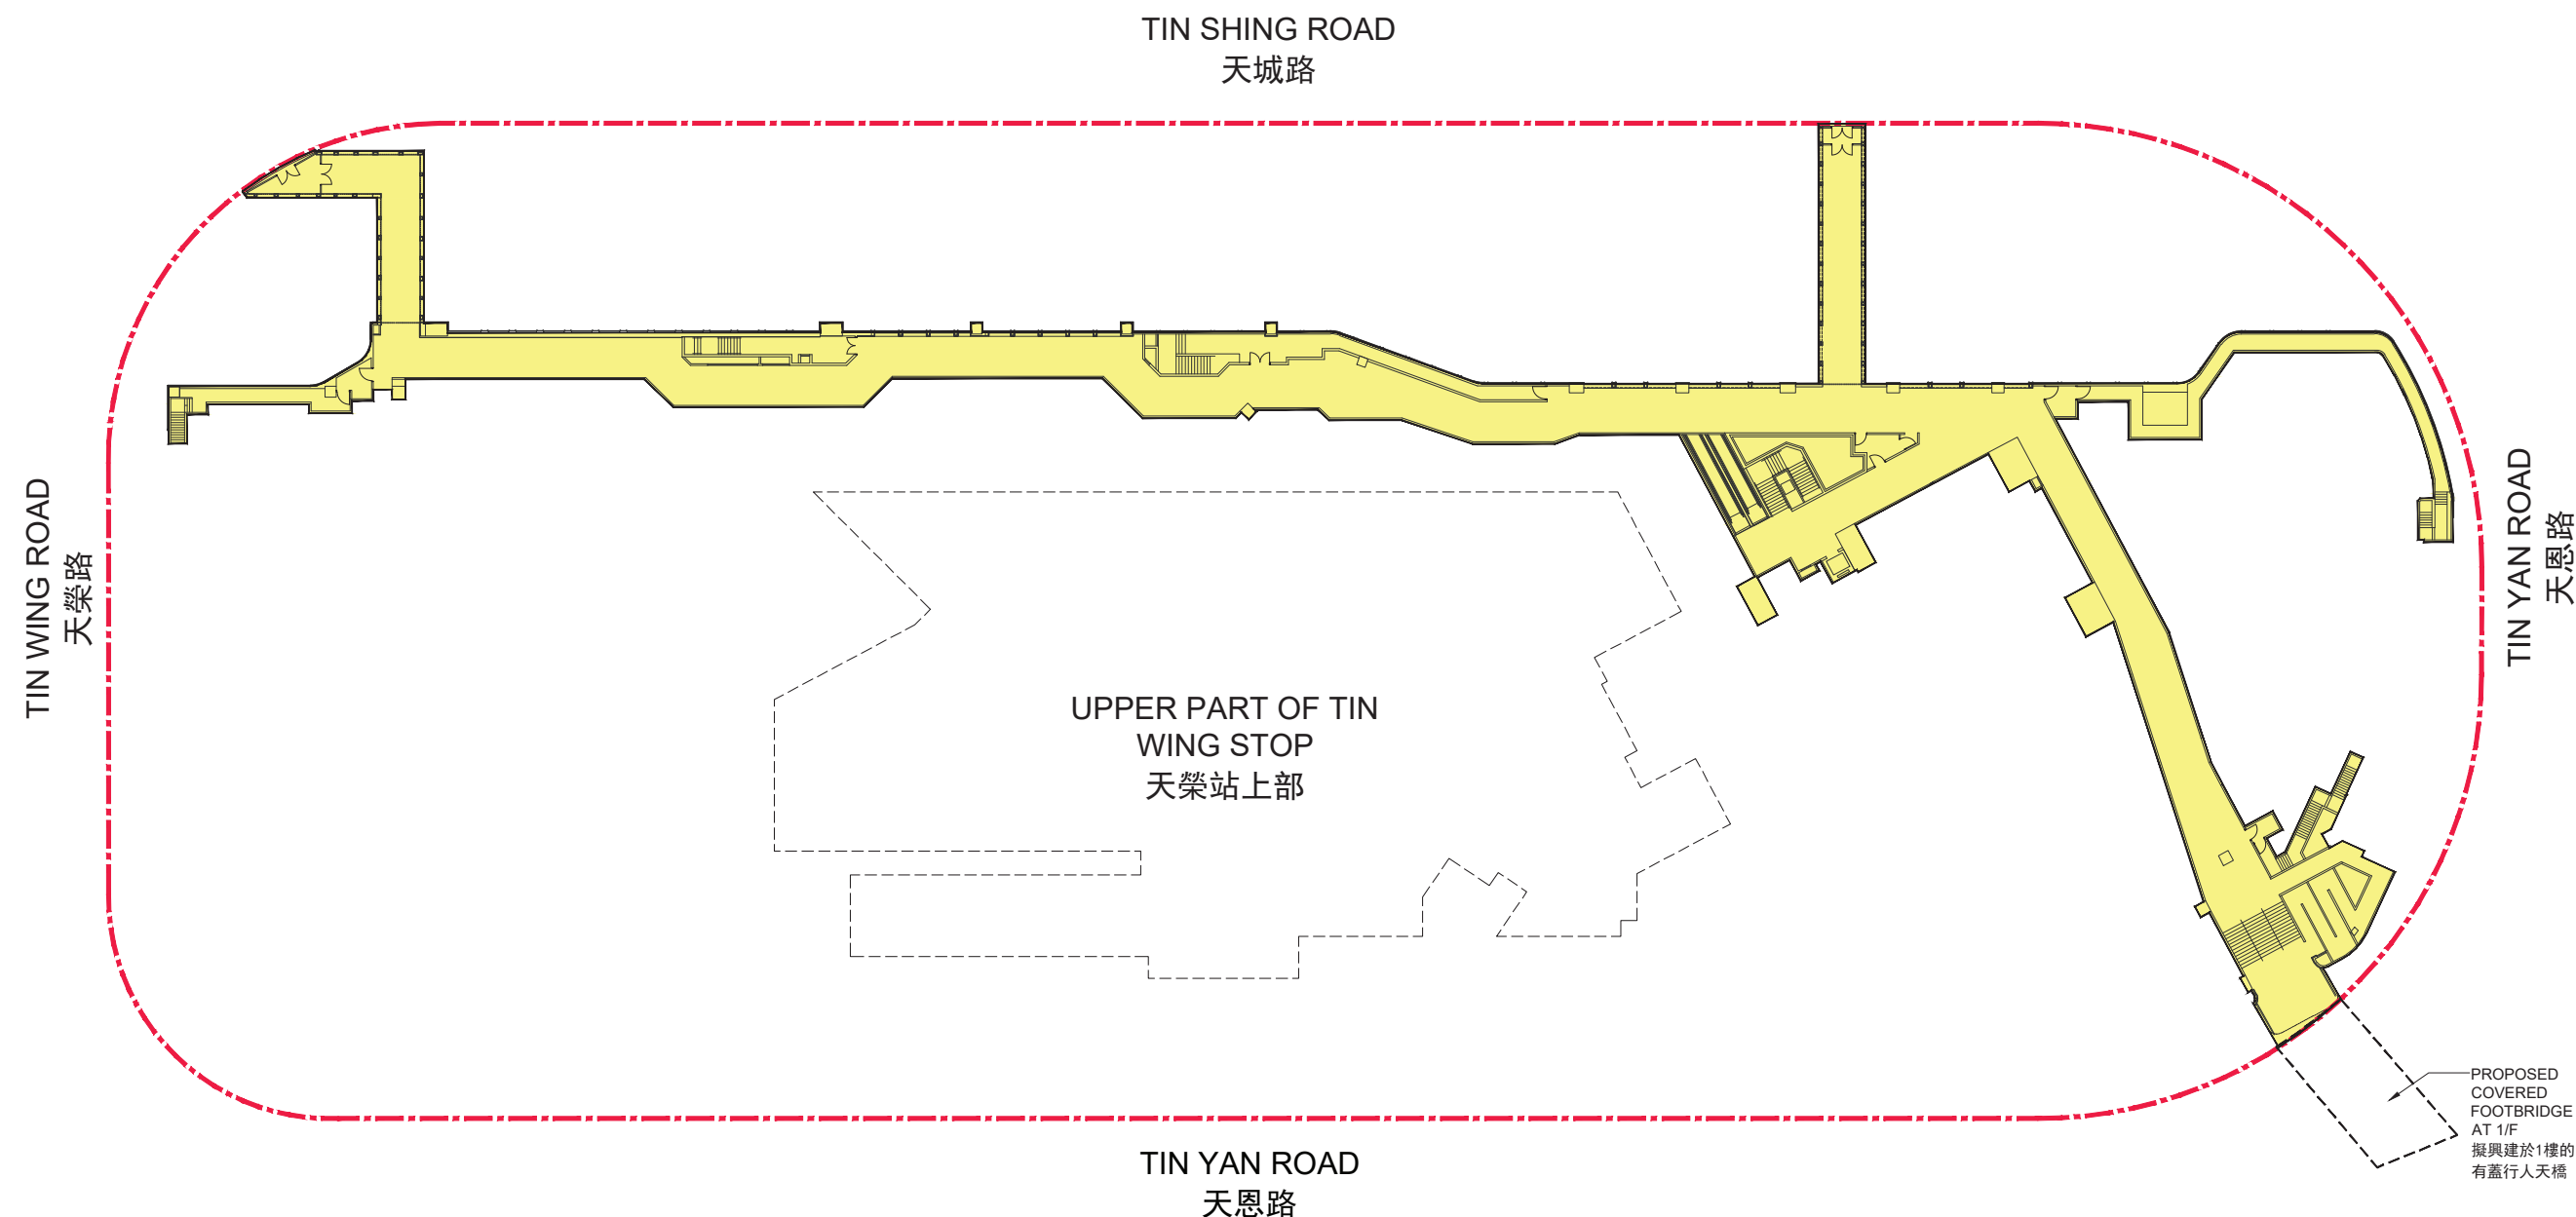 TIN SHING ROAD
天城路
TIN WING ROAD
天榮路
UPPER PART OF TIN
WING STOP
天榮站上部
TIN YAN ROAD
天恩路
PROPOSED
COVERED
FOOTBRIDGE
AT 1/F
擬興建於1樓的
有蓋行人天橋
TIN YAN ROAD
天恩路